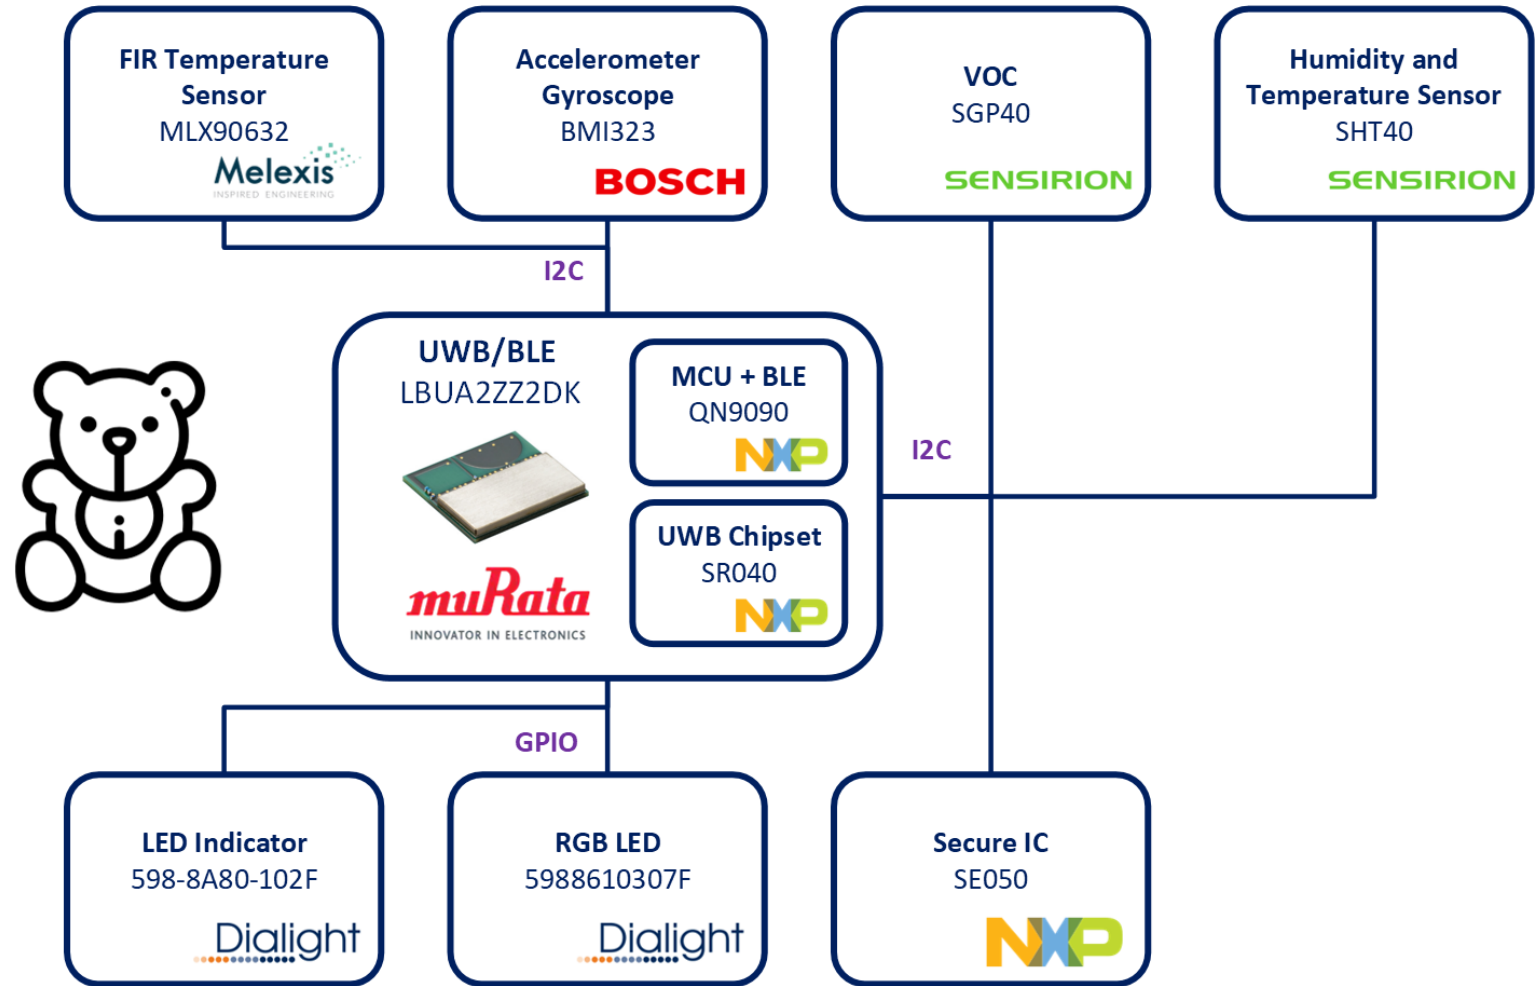 FIR Temperature
Sensor
MLX90632
Melexis
INSPIRED ENGINEERING
Accelerometer
Gyroscope
BMI323
BOSCH
VOC
SGP40
SENSIRION
Humidity and
Temperature Sensor
SHT40
SENSIRION
I2C
UWB/BLE
LBUA2ZZ2DK
muRata
INNOVATOR IN ELECTRONICS
MCU + BLE
QN9090
NXP
UWB Chipset
SR040
NXP
I2C
GPIO
LED Indicator
598-8A80-102F
Dialight
RGB LED
5988610307F
Dialight
Secure IC
SE050
NXP